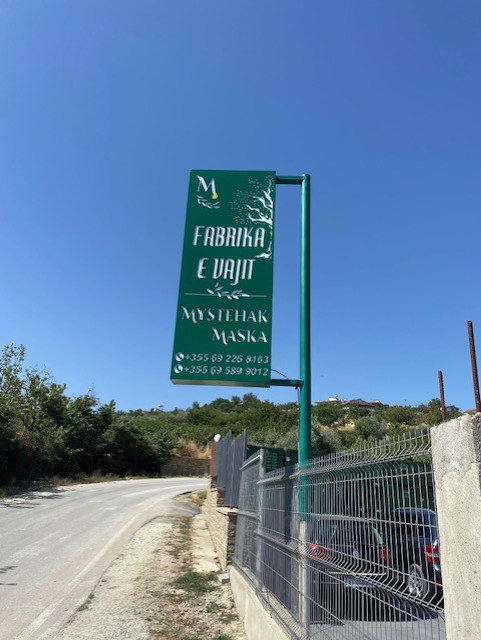 M
FABRIKA
E VAJIT
MYSTEHAK
MASKA
+355 69 226 8163
+355 69 589 9012